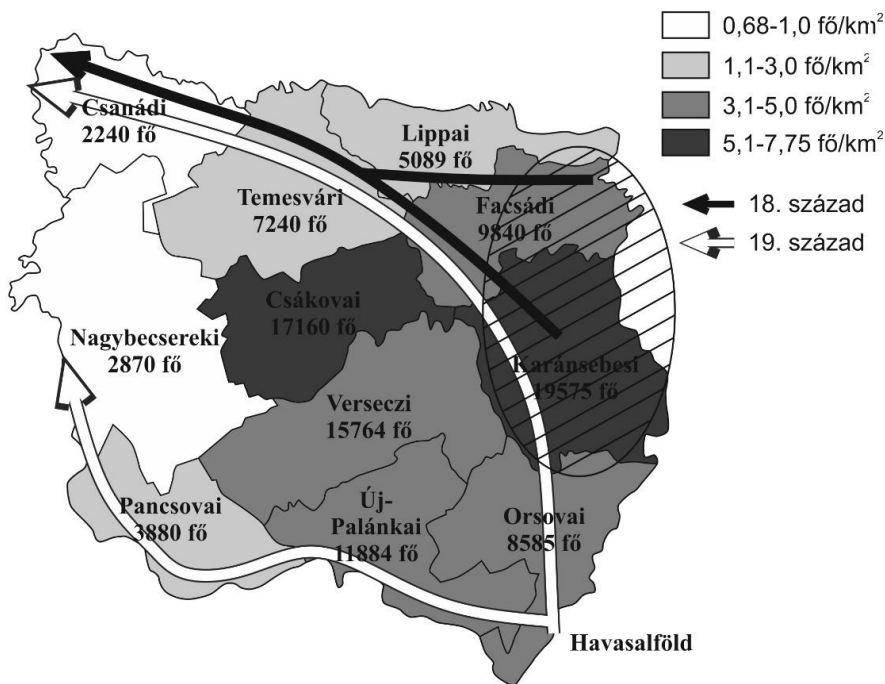 0,68-1,0 fő/km²
1,1-3,0 fő/km²
3,1-5,0 fő/km²
5,1-7,75 fő/km²
18. század
19. század
Csanádi
2240 fő
Lippai
5089 fő
Temesvári
7240 fő
Facsádi
9840 fő
Csákovai
17160 fő
Nagybecsereki
2870 fő
Karánsebesi
19575 fő
Verseczi
15764 fő
Pancsovai
3880 fő
Új-
Palánkai
11884 fő
Orsovai
8585 fő
Havasalföld